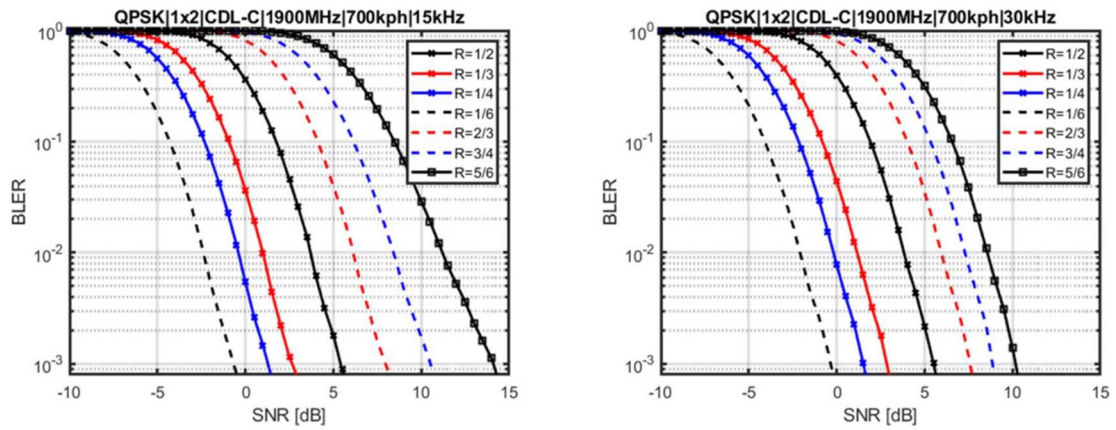 QPSK|1x2|CDL-C|1900MHz|700kph|15kHz
10^0
10^-1
10^-2
10^-3
BLER
-10 -5 0 5 10 15
SNR [dB]
R=1/2
R=1/3
R=1/4
R=1/6
R=2/3
R=3/4
R=5/6
QPSK|1x2|CDL-C|1900MHz|700kph|30kHz
10^0
10^-1
10^-2
10^-3
BLER
-10 -5 0 5 10 15
SNR [dB]
R=1/2
R=1/3
R=1/4
R=1/6
R=2/3
R=3/4
R=5/6